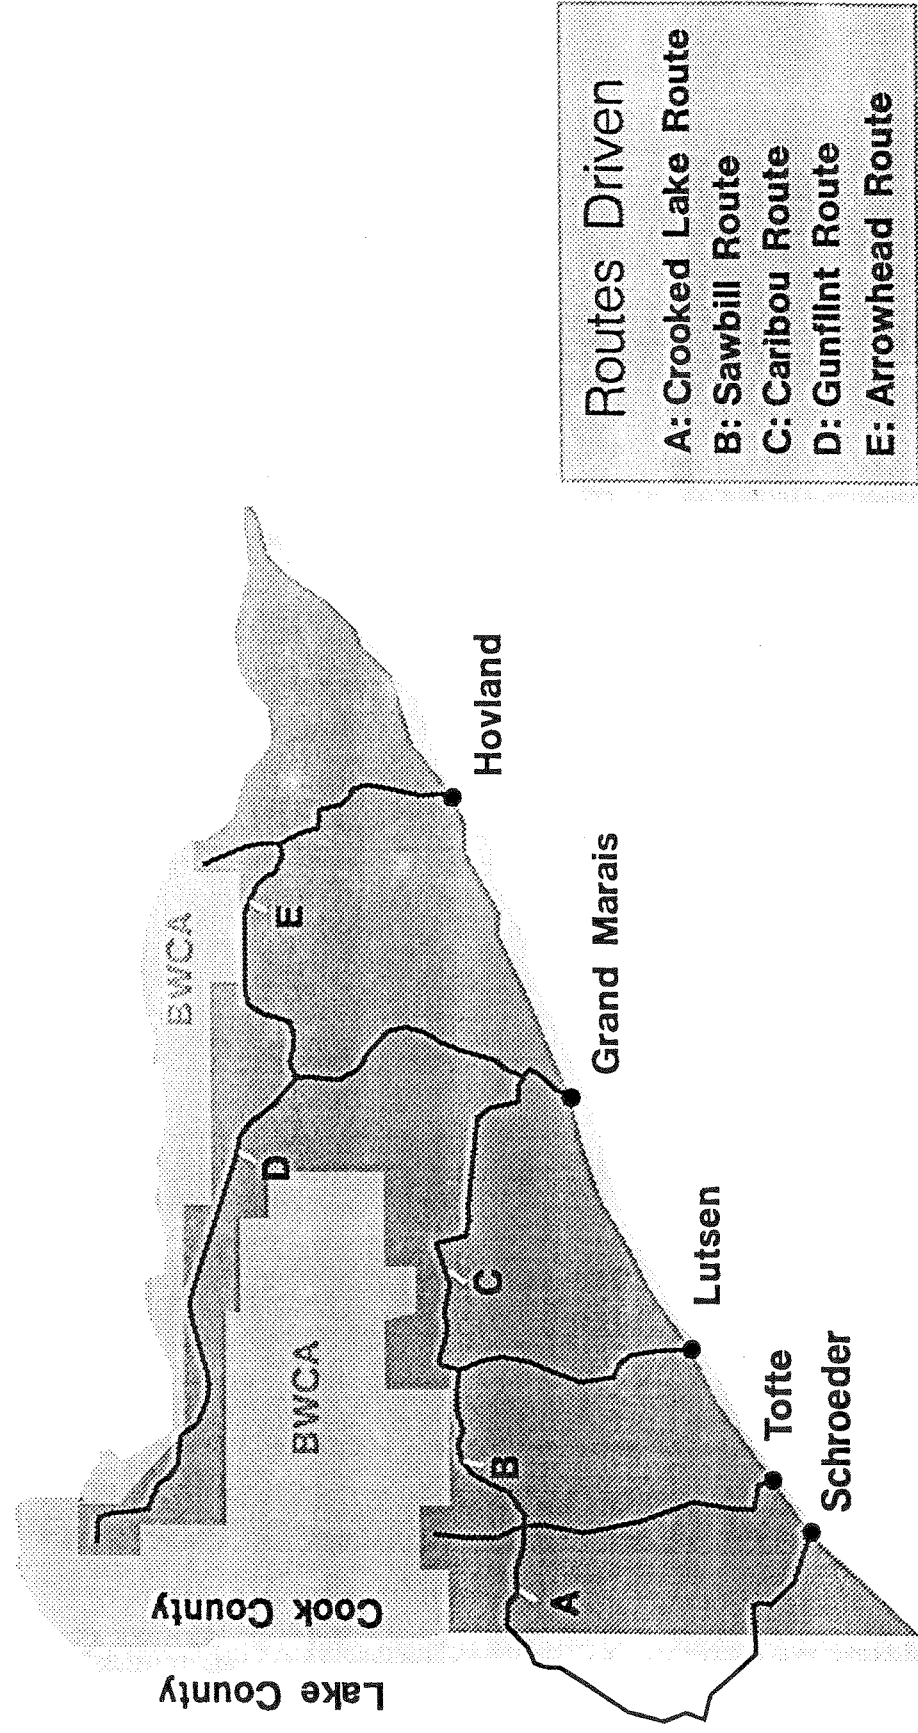 Lake County
Cook County
BWCA
BWCA
D
E
B
C
A
Hovland
Grand Marais
Lutsen
Tofte
Schroeder
Routes Driven
A: Crooked Lake Route
B: Sawbill Route
C: Caribou Route
D: Gunflint Route
E: Arrowhead Route